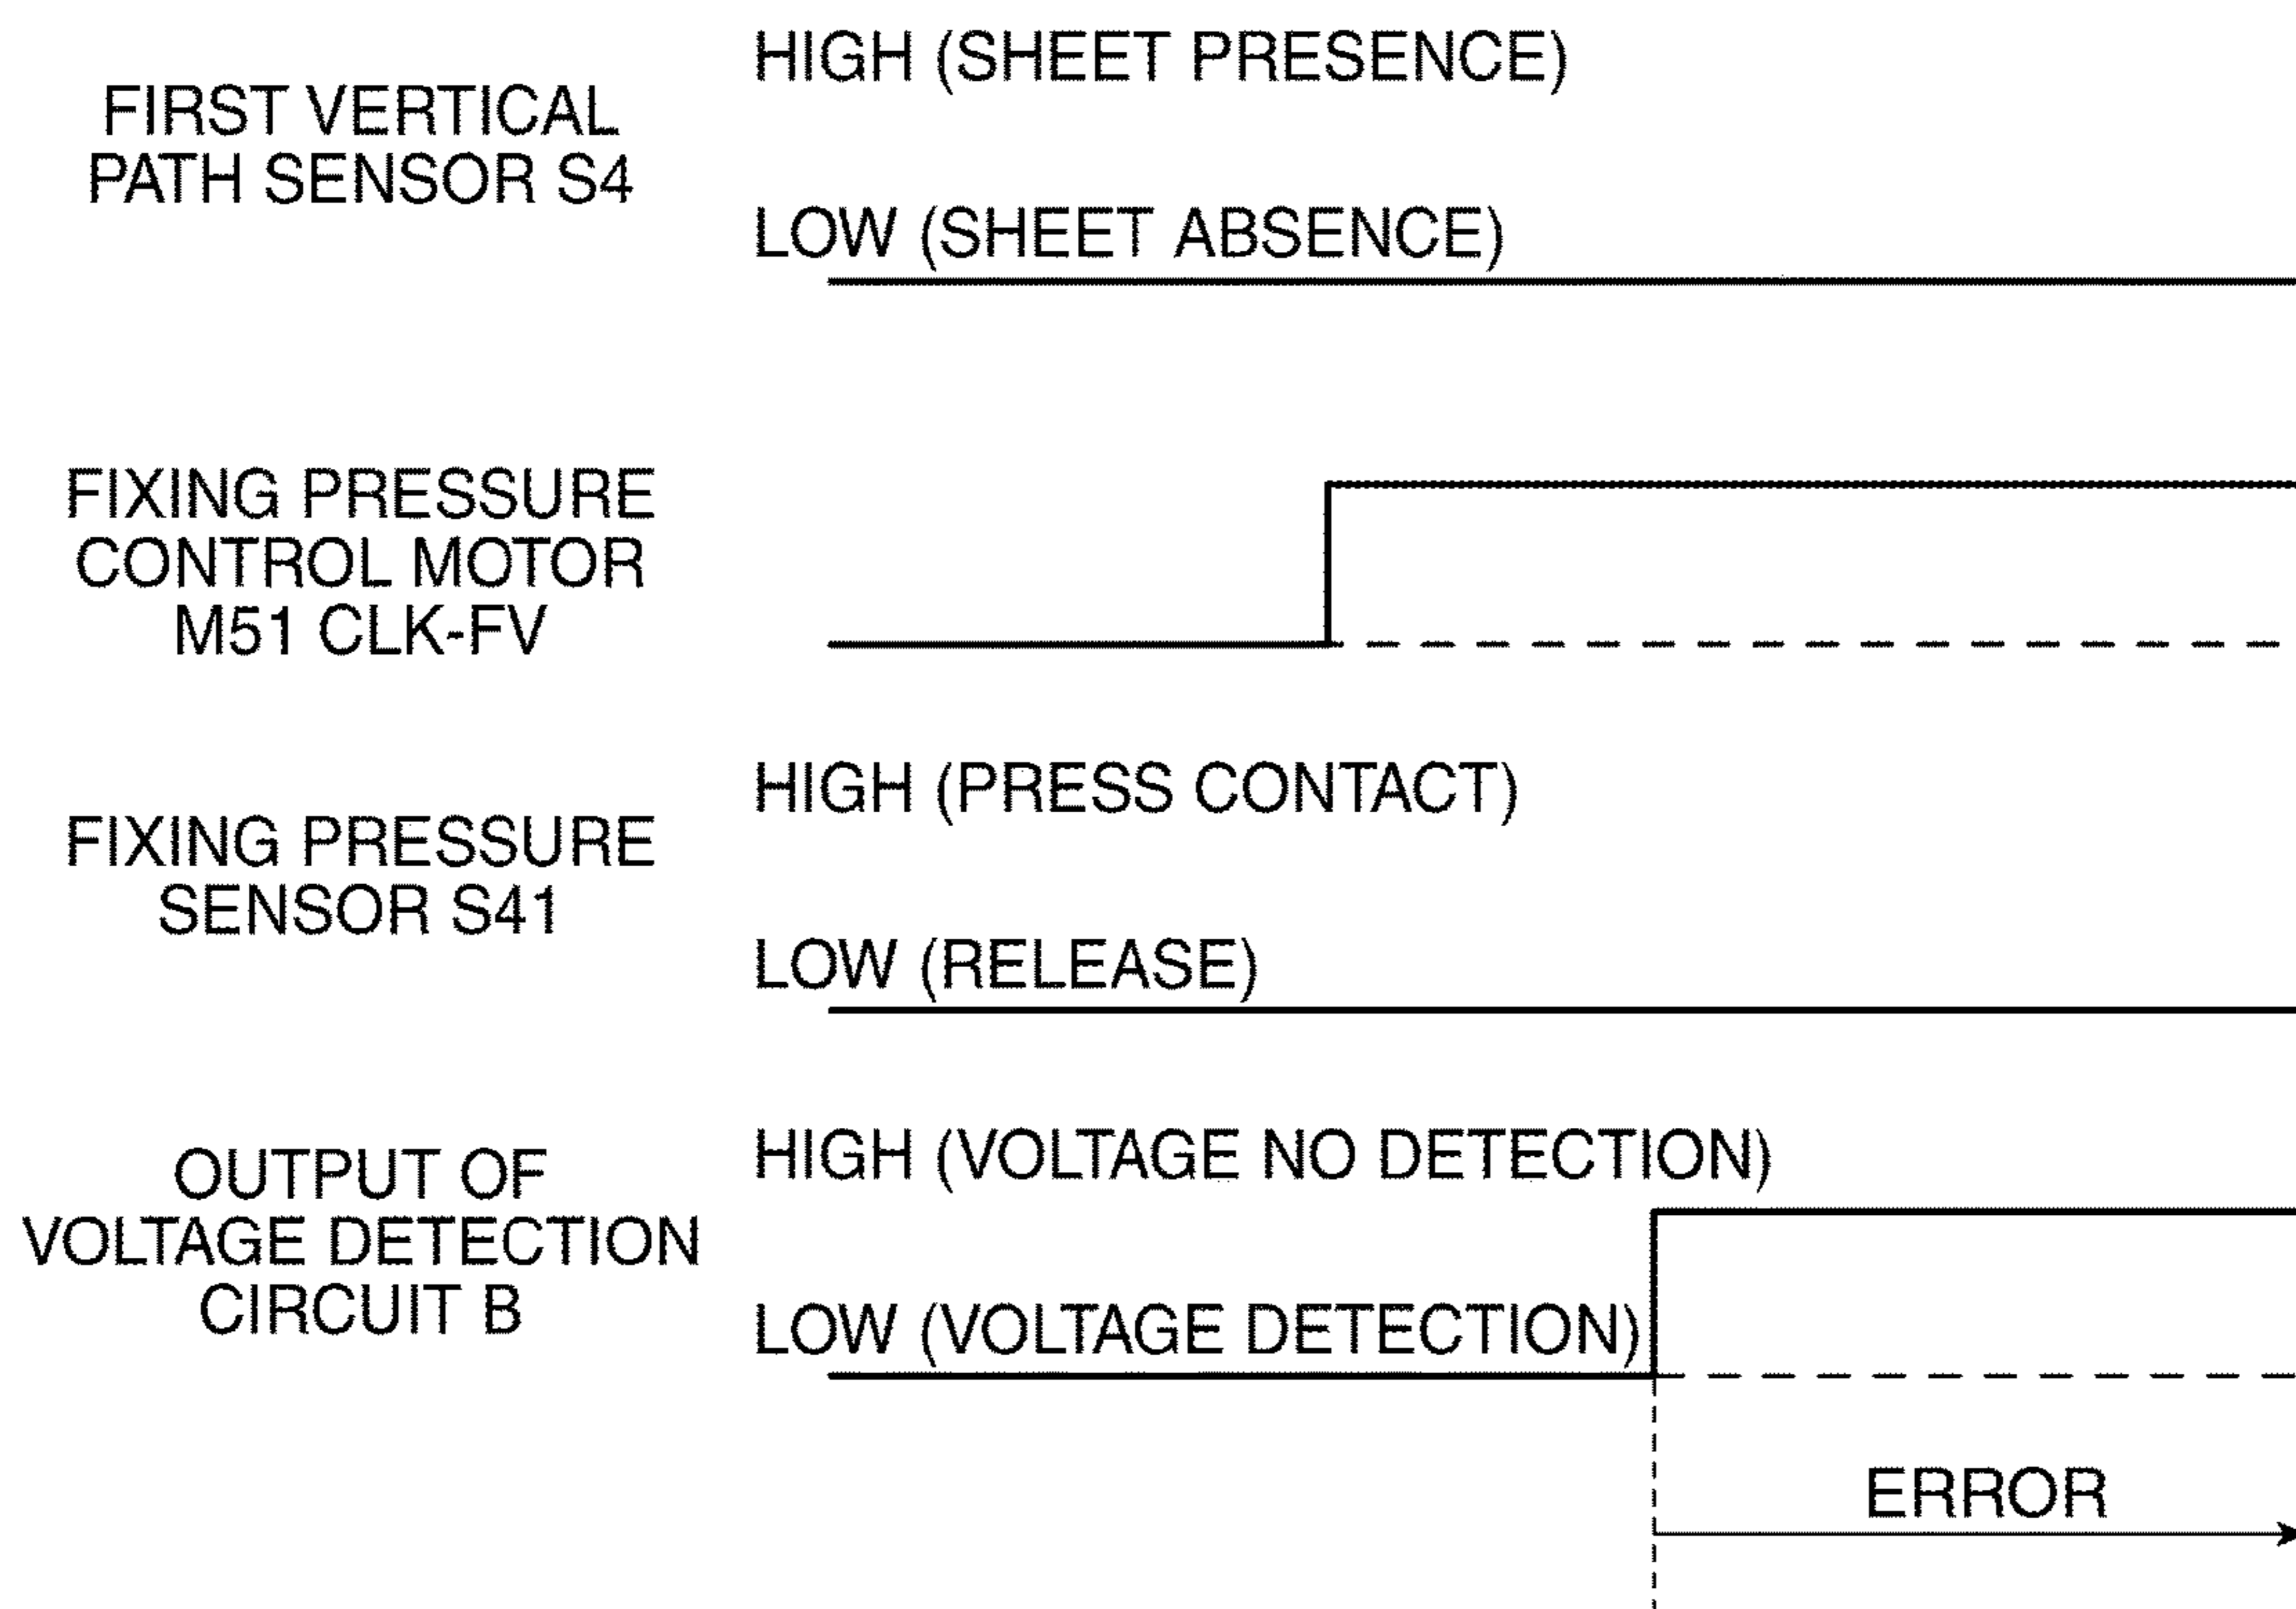 FIRST VERTICAL
PATH SENSOR S4
HIGH (SHEET PRESENCE)
LOW (SHEET ABSENCE)
FIXING PRESSURE
CONTROL MOTOR
M51 CLK-FV
FIXING PRESSURE
SENSOR S41
HIGH (PRESS CONTACT)
LOW (RELEASE)
OUTPUT OF
VOLTAGE DETECTION
CIRCUIT B
HIGH (VOLTAGE NO DETECTION)
LOW (VOLTAGE DETECTION)
ERROR